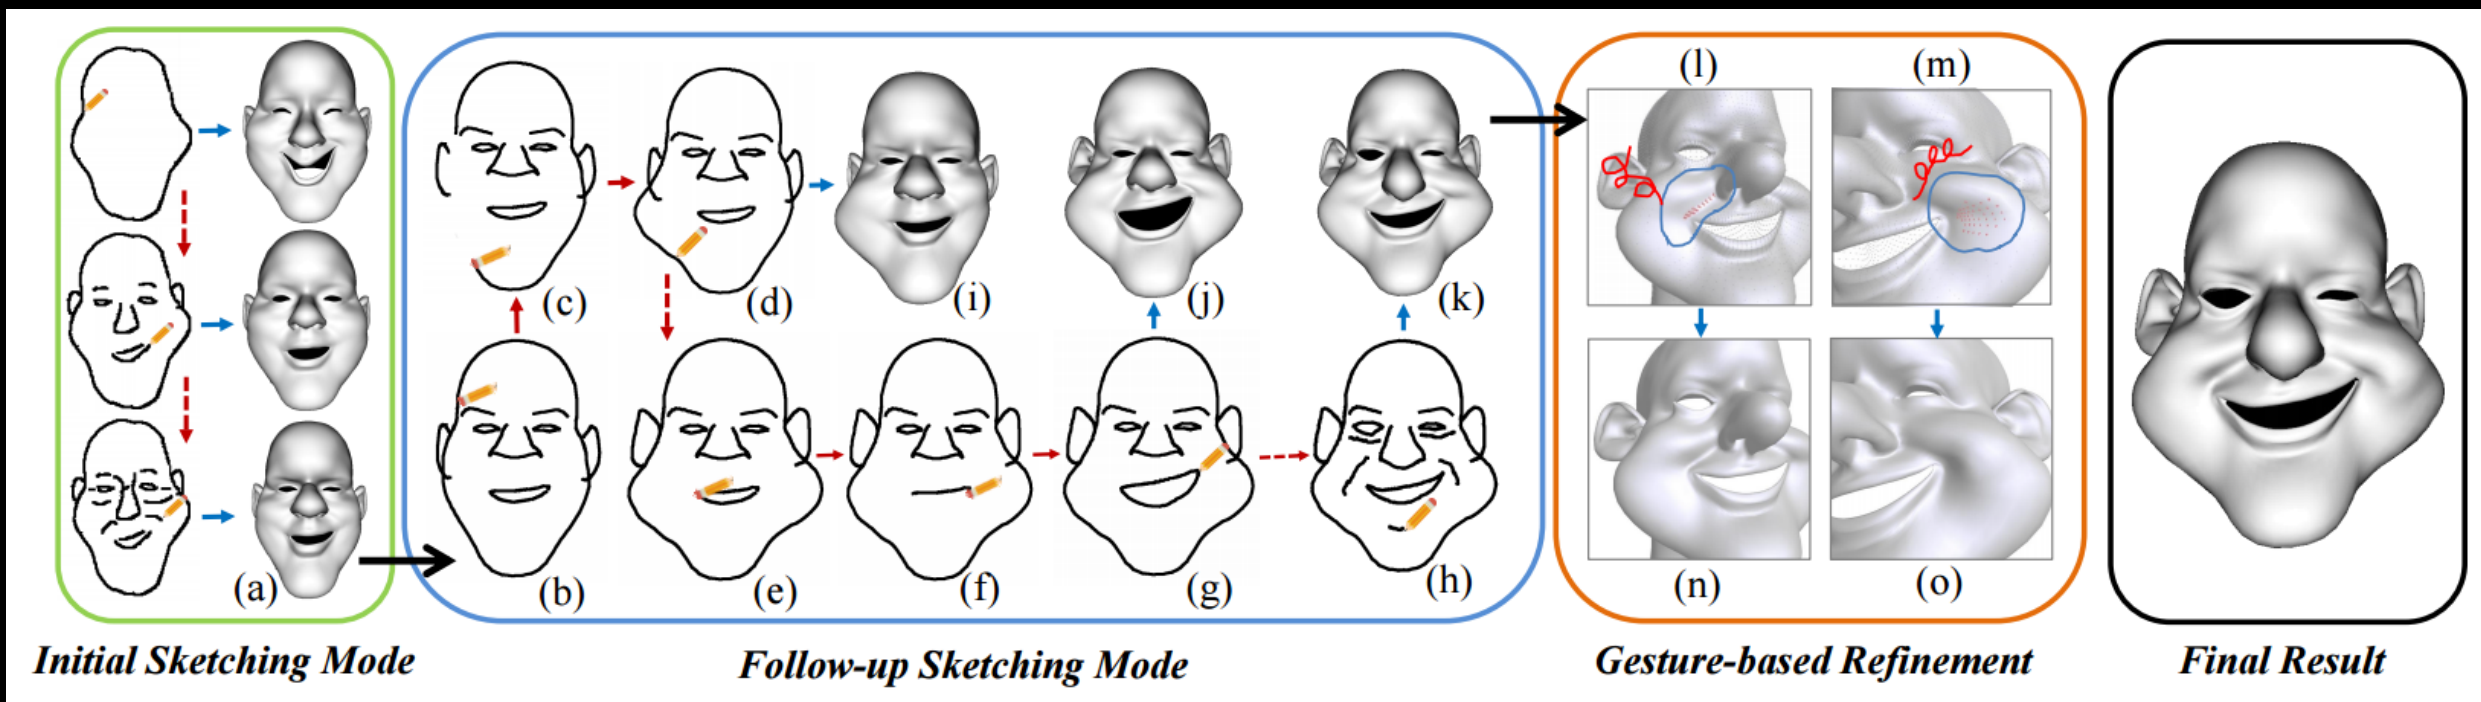 (l) (m)
(c) (d) (i) (j) (k)
(a) (b) (e) (f) (g) (h) (n) (o)
Initial Sketching Mode
Follow-up Sketching Mode
Gesture-based Refinement
Final Result